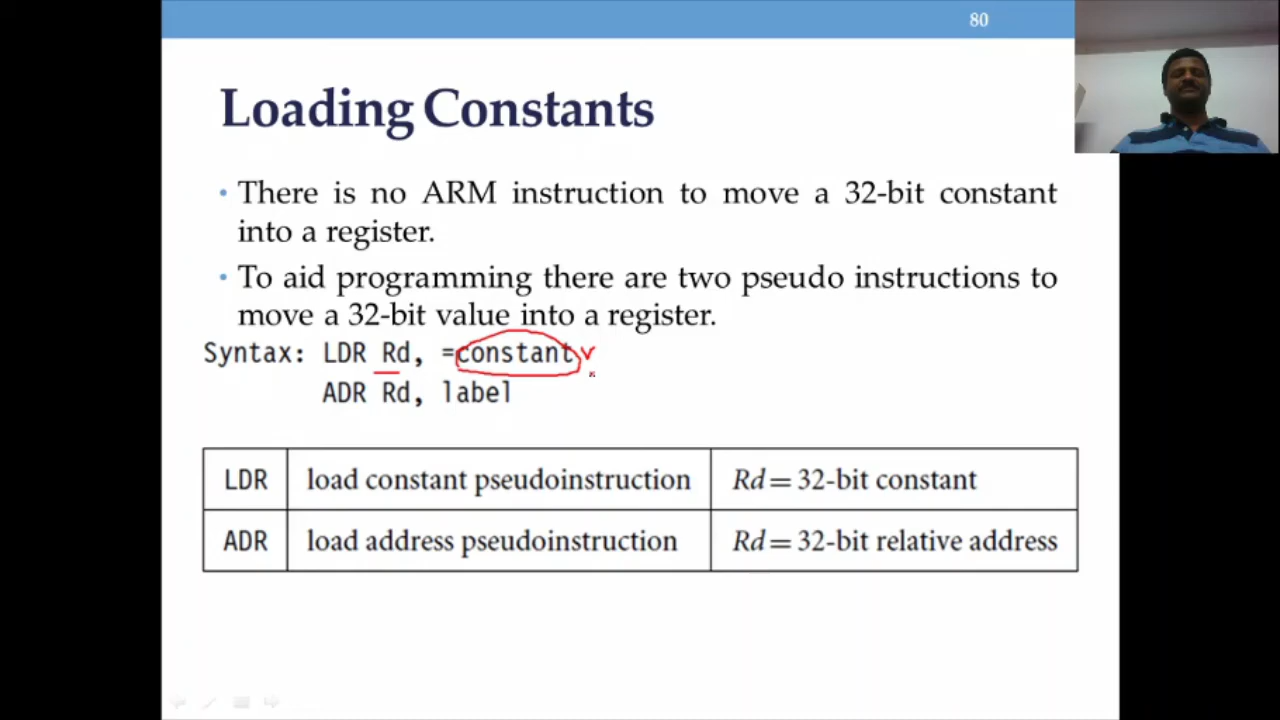 80
Loading Constants
• There is no ARM instruction to move a 32-bit constant
into a register.
• To aid programming there are two pseudo instructions to
move a 32-bit value into a register.
Syntax: LDR Rd, =constant
ADR Rd, label
LDR load constant pseudoinstruction Rd = 32-bit constant
ADR load address pseudoinstruction Rd = 32-bit relative address